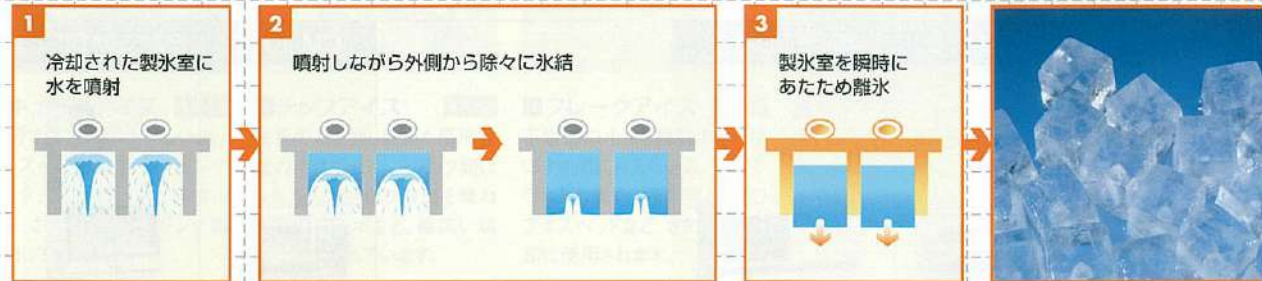 1
冷却された製氷室に
水を噴射
2
噴射しながら外側から除々に氷結
3
製氷室を瞬時に
あたため離氷